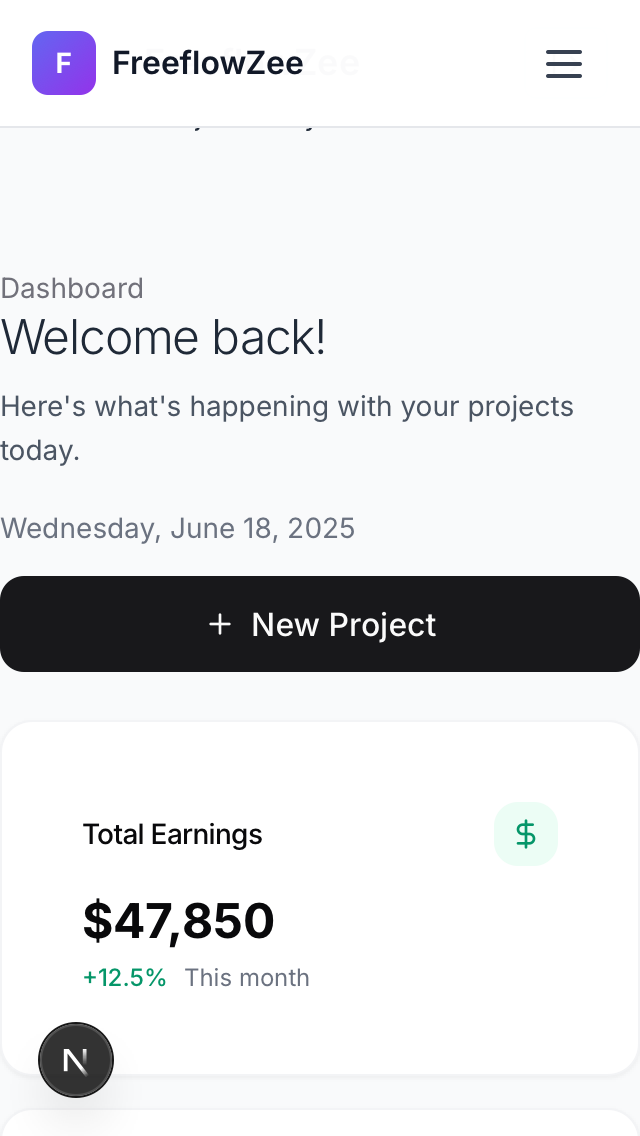 F FreeflowZee
Dashboard
Welcome back!
Here's what's happening with your projects
today.
Wednesday, June 18, 2025
+ New Project
Total Earnings
$
$47,850
+12.5% This month
N